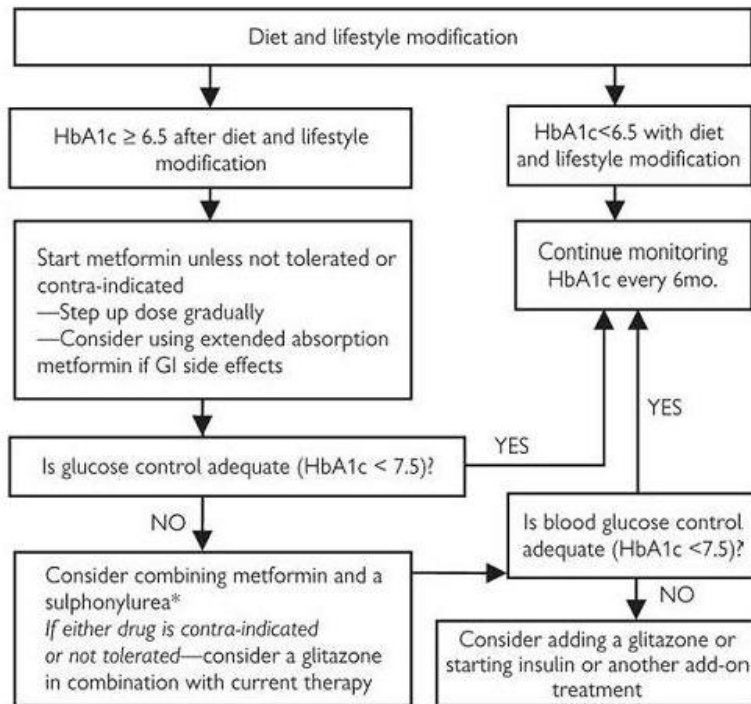 Diet and lifestyle modification
HbA1c ≥ 6.5 after diet and lifestyle
modification
HbA1c<6.5 with diet
and lifestyle modification
Start metformin unless not tolerated or
contra-indicated
—Step up dose gradually
—Consider using extended absorption
metformin if GI side effects
Continue monitoring
HbA1c every 6mo.
YES
Is glucose control adequate (HbA1c < 7.5)?
YES
NO
Is blood glucose control
adequate (HbA1c <7.5)?
Consider combining metformin and a
sulphonylurea*
If either drug is contra-indicated
or not tolerated—consider a glitazone
in combination with current therapy
NO
Consider adding a glitazone or
starting insulin or another add-on
treatment